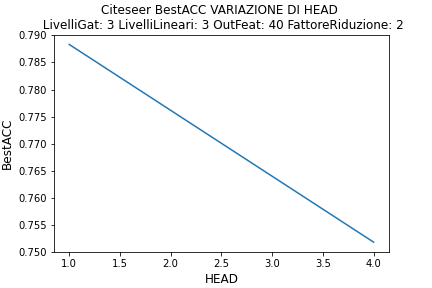 Citeseer BestACC VARIAZIONE DI HEAD
LivelliGat: 3 LivelliLineari: 3 OutFeat: 40 FattoreRiduzione: 2
0.790
0.785
0.780
0.775
0.770
0.765
0.760
0.755
0.750
BestACC
1.0 1.5 2.0 2.5 3.0 3.5 4.0
HEAD